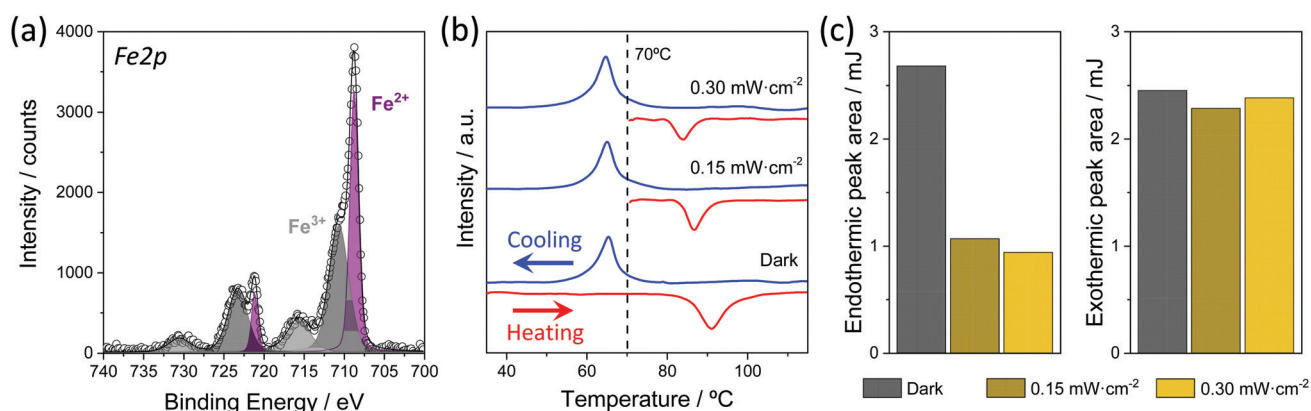 (a)
Fe2p
Fe²⁺
Fe³⁺
4000
3000
2000
1000
0
Intensity / counts
740 735 730 725 720 715 710 705 700
Binding Energy / eV
(b)
70ºC
0.30 mW·cm⁻²
0.15 mW·cm⁻²
Dark
Cooling
Heating
Intensity / a.u.
40 60 80 100
Temperature / ºC
(c)
3
2
1
0
Endothermic peak area / mJ
3
2
1
0
Exothermic peak area / mJ
Dark 0.15 mW·cm⁻² 0.30 mW·cm⁻²